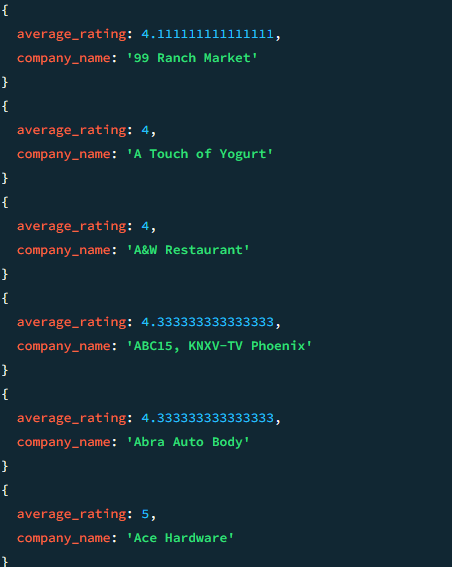 {
average_rating: 4.111111111111111,
company_name: '99 Ranch Market'
}
{
average_rating: 4,
company_name: 'A Touch of Yogurt'
}
{
average_rating: 4,
company_name: 'A&W Restaurant'
}
{
average_rating: 4.333333333333333,
company_name: 'ABC15, KNXV-TV Phoenix'
}
{
average_rating: 4.333333333333333,
company_name: 'Abra Auto Body'
}
{
average_rating: 5,
company_name: 'Ace Hardware'
}